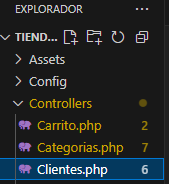 EXPLORADOR
TIEND...
Assets
Config
Controllers
Carrito.php 2
Categorias.php 7
Clientes.php 6